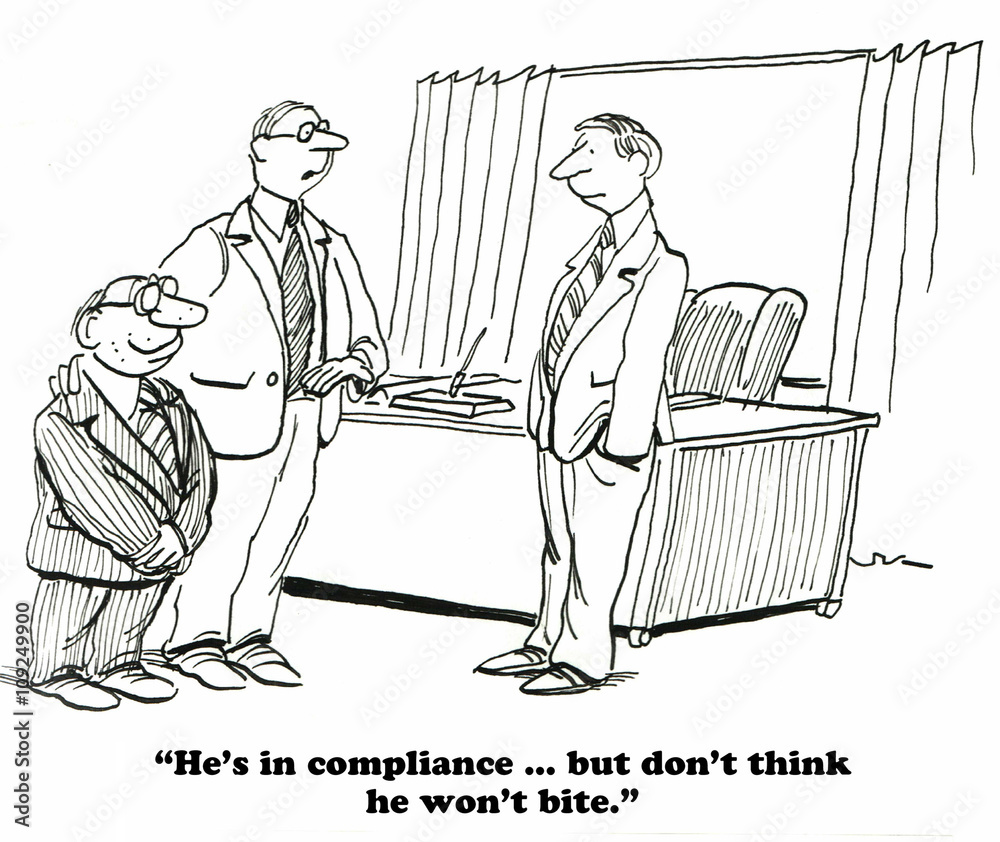 “He’s in compliance ... but don’t think
he won’t bite.”
Adobe Stock | #109249900